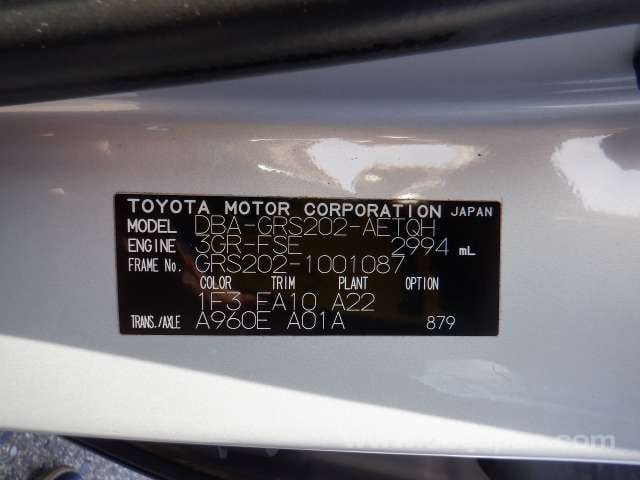 TOYOTA MOTOR CORPORATION JAPAN
MODEL DBA-GRS202-AETQH
ENGINE 3GR-FSE 2994 mL
FRAME No. GRS202-1001087
COLOR TRIM PLANT OPTION
1F3 FA10 A22
TRANS./AXLE A960E A01A 879